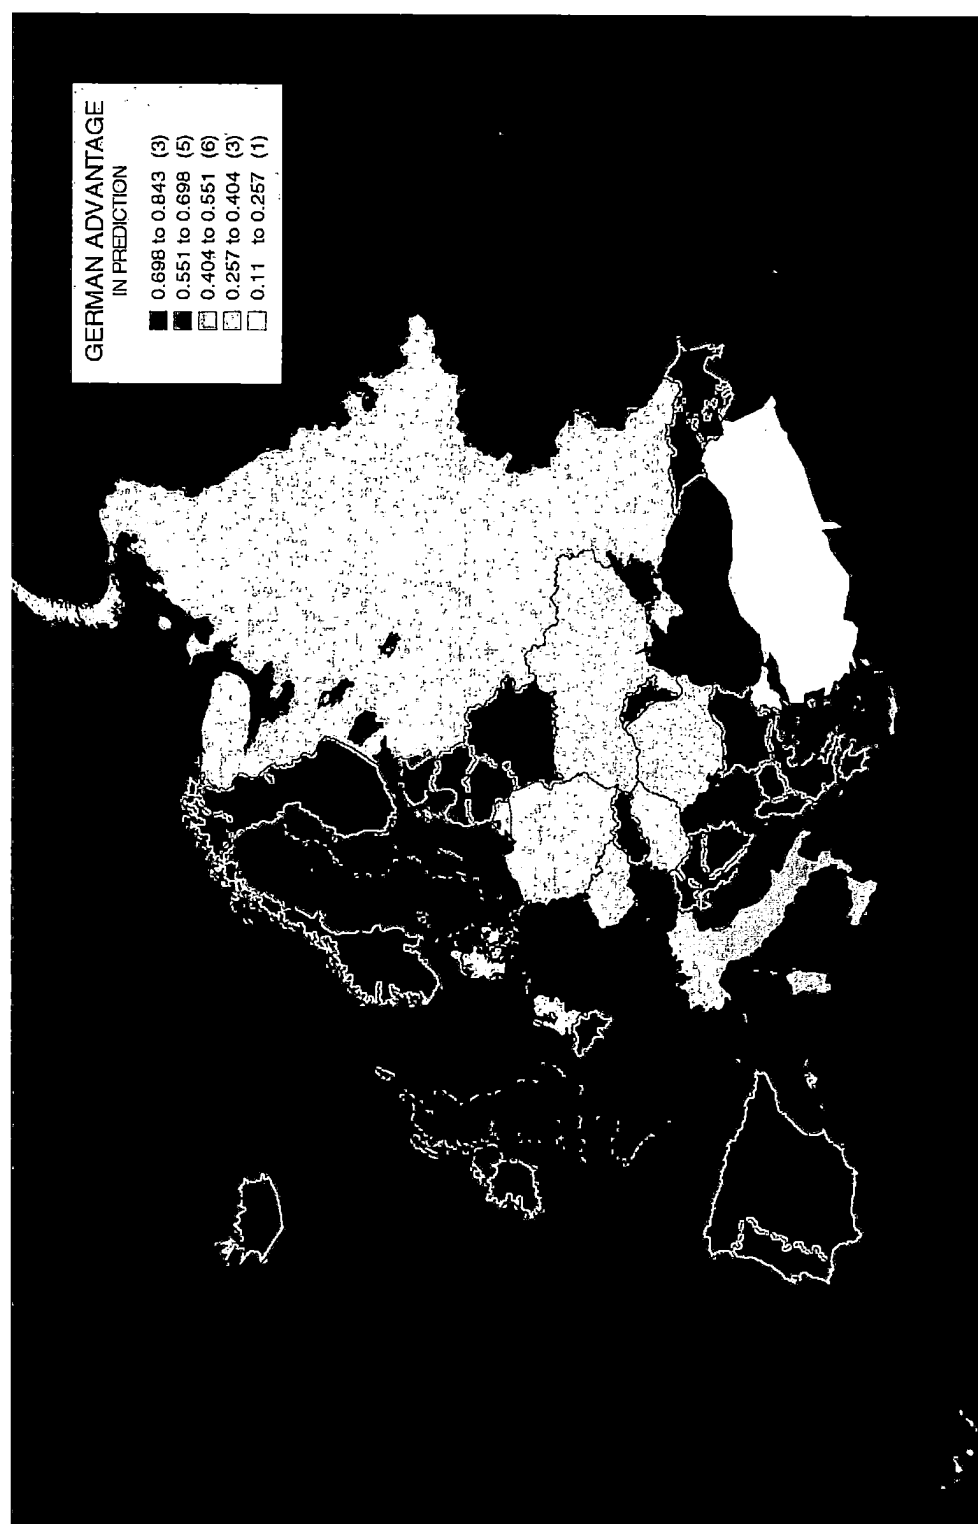 GERMAN ADVANTAGE
IN PREDICTION
0.698 to 0.843 (3)
0.551 to 0.698 (5)
0.404 to 0.551 (6)
0.257 to 0.404 (3)
0.11 to 0.257 (1)